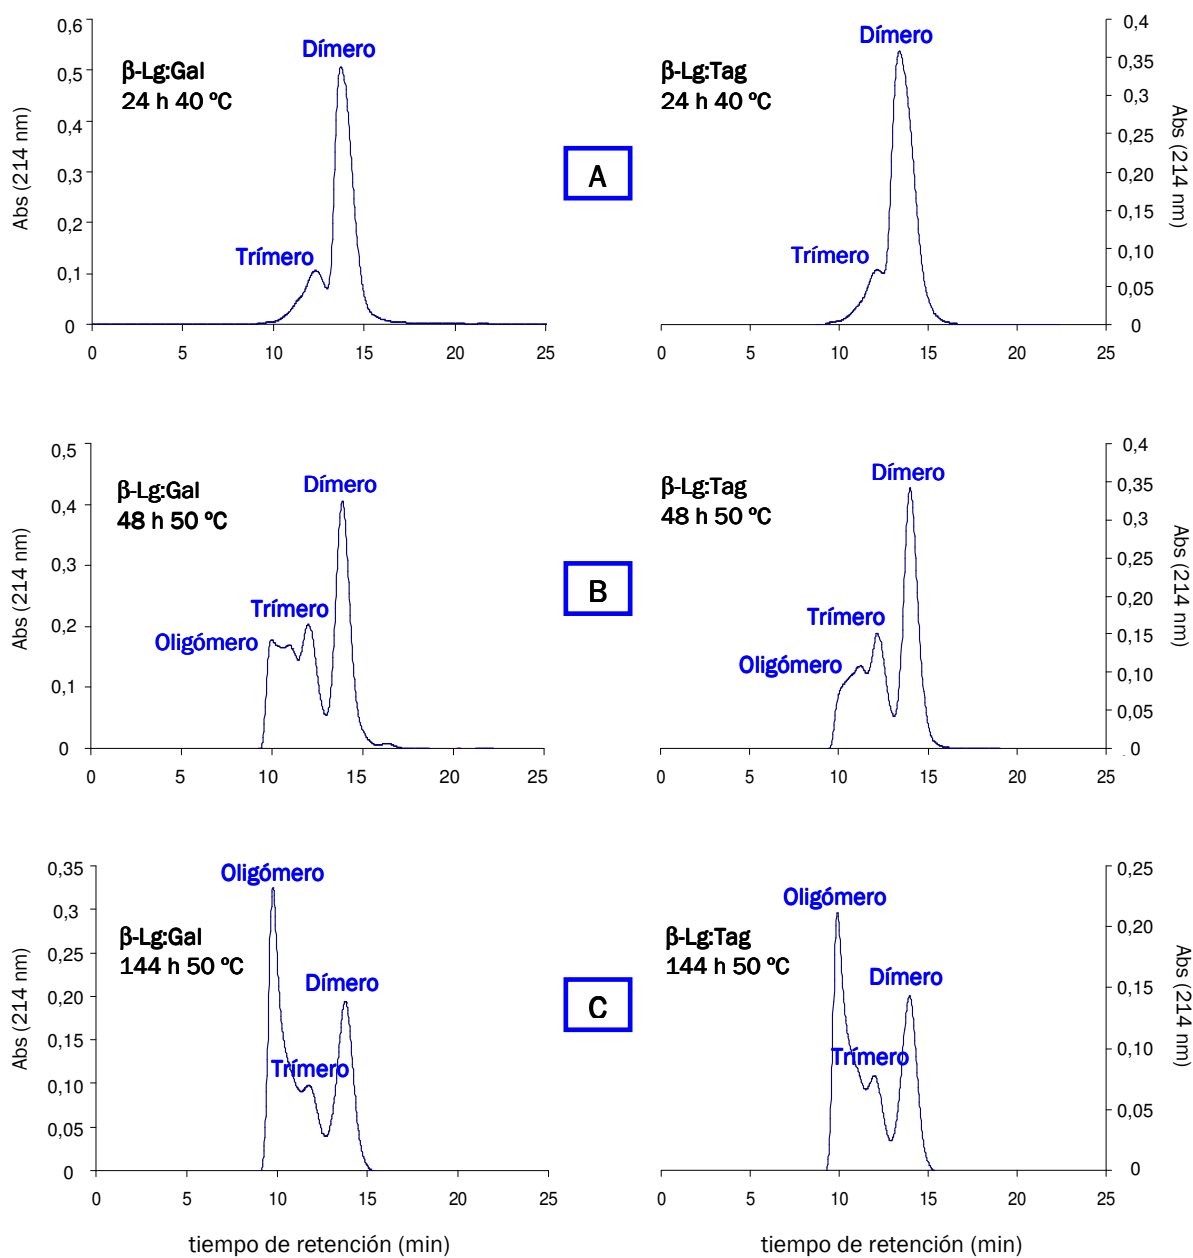 0,6
0,5
0,4
0,3
0,2
0,1
0
0 5 10 15 20 25
Abs (214 nm)
β-Lg:Gal
24 h 40 ºC
Dímero
Trímero
A
β-Lg:Tag
24 h 40 ºC
Dímero
Trímero
0,4
0,35
0,3
0,25
0,20
0,15
0,10
0,05
0
0 5 10 15 20 25
Abs (214 nm)
0,5
0,4
0,3
0,2
0,1
0
0 5 10 15 20 25
Abs (214 nm)
β-Lg:Gal
48 h 50 ºC
Dímero
Trímero
Oligómero
B
β-Lg:Tag
48 h 50 ºC
Dímero
Trímero
Oligómero
0,4
0,35
0,3
0,25
0,20
0,15
0,10
0,05
0
0 5 10 15 20 25
Abs (214 nm)
0,35
0,3
0,25
0,20
0,15
0,10
0,05
0
0 5 10 15 20 25
Abs (214 nm)
Oligómero
β-Lg:Gal
144 h 50 ºC
Dímero
Trímero
tiempo de retención (min)
C
Oligómero
β-Lg:Tag
144 h 50 ºC
Dímero
Trímero
0,25
0,20
0,15
0,10
0,05
0
0 5 10 15 20 25
Abs (214 nm)
tiempo de retención (min)